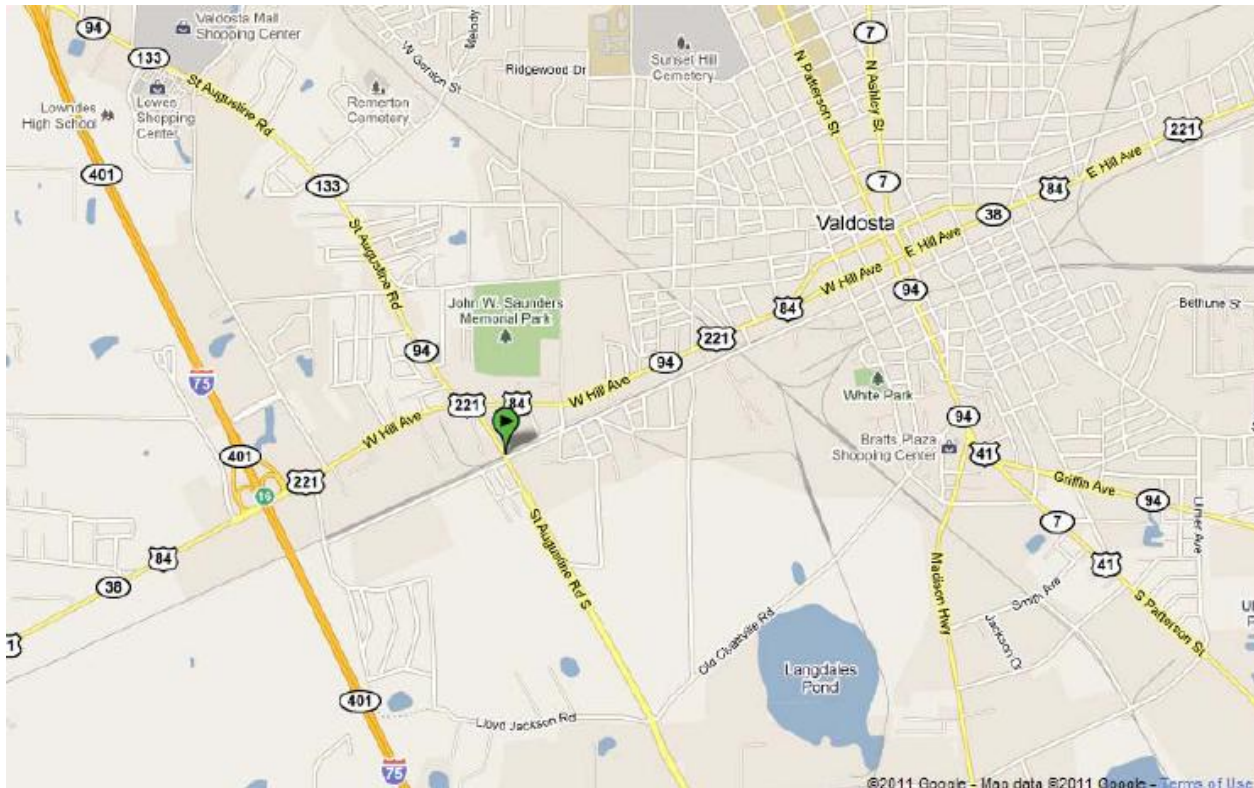 94
Valdosta Mall
Shopping Center
7
133
W Gordon St
Melody
Ridgewood Dr
Sunset Hill
Cemetery
N Patterson St
N Ashley St
221
Lowndes
High School
Lowes
Shopping
Center
St Augustine Rd
Remerton
Cemetery
E Hill Ave
401
133
7
84
38
Valdosta
E Hill Ave
St Augustine Rd
W Hill Ave
94
John W. Saunders
Memorial Park
84
Bethune St
221
94
94
75
W Hill Ave
White Park
221
84
94
W Hill Ave
Bratts Plaza
Shopping Center
41
401
221
16
Griffin Ave
94
Ulmer Ave
7
St Augustine Rd S
84
41
38
Madison Hwy
Smith Ave
S Patterson St
Jackson Cr
Old Clyattville Rd
1
Langdales
Pond
401
Lloyd Jackson Rd
75
©2011 Google - Map data ©2011 Google - Terms of Use